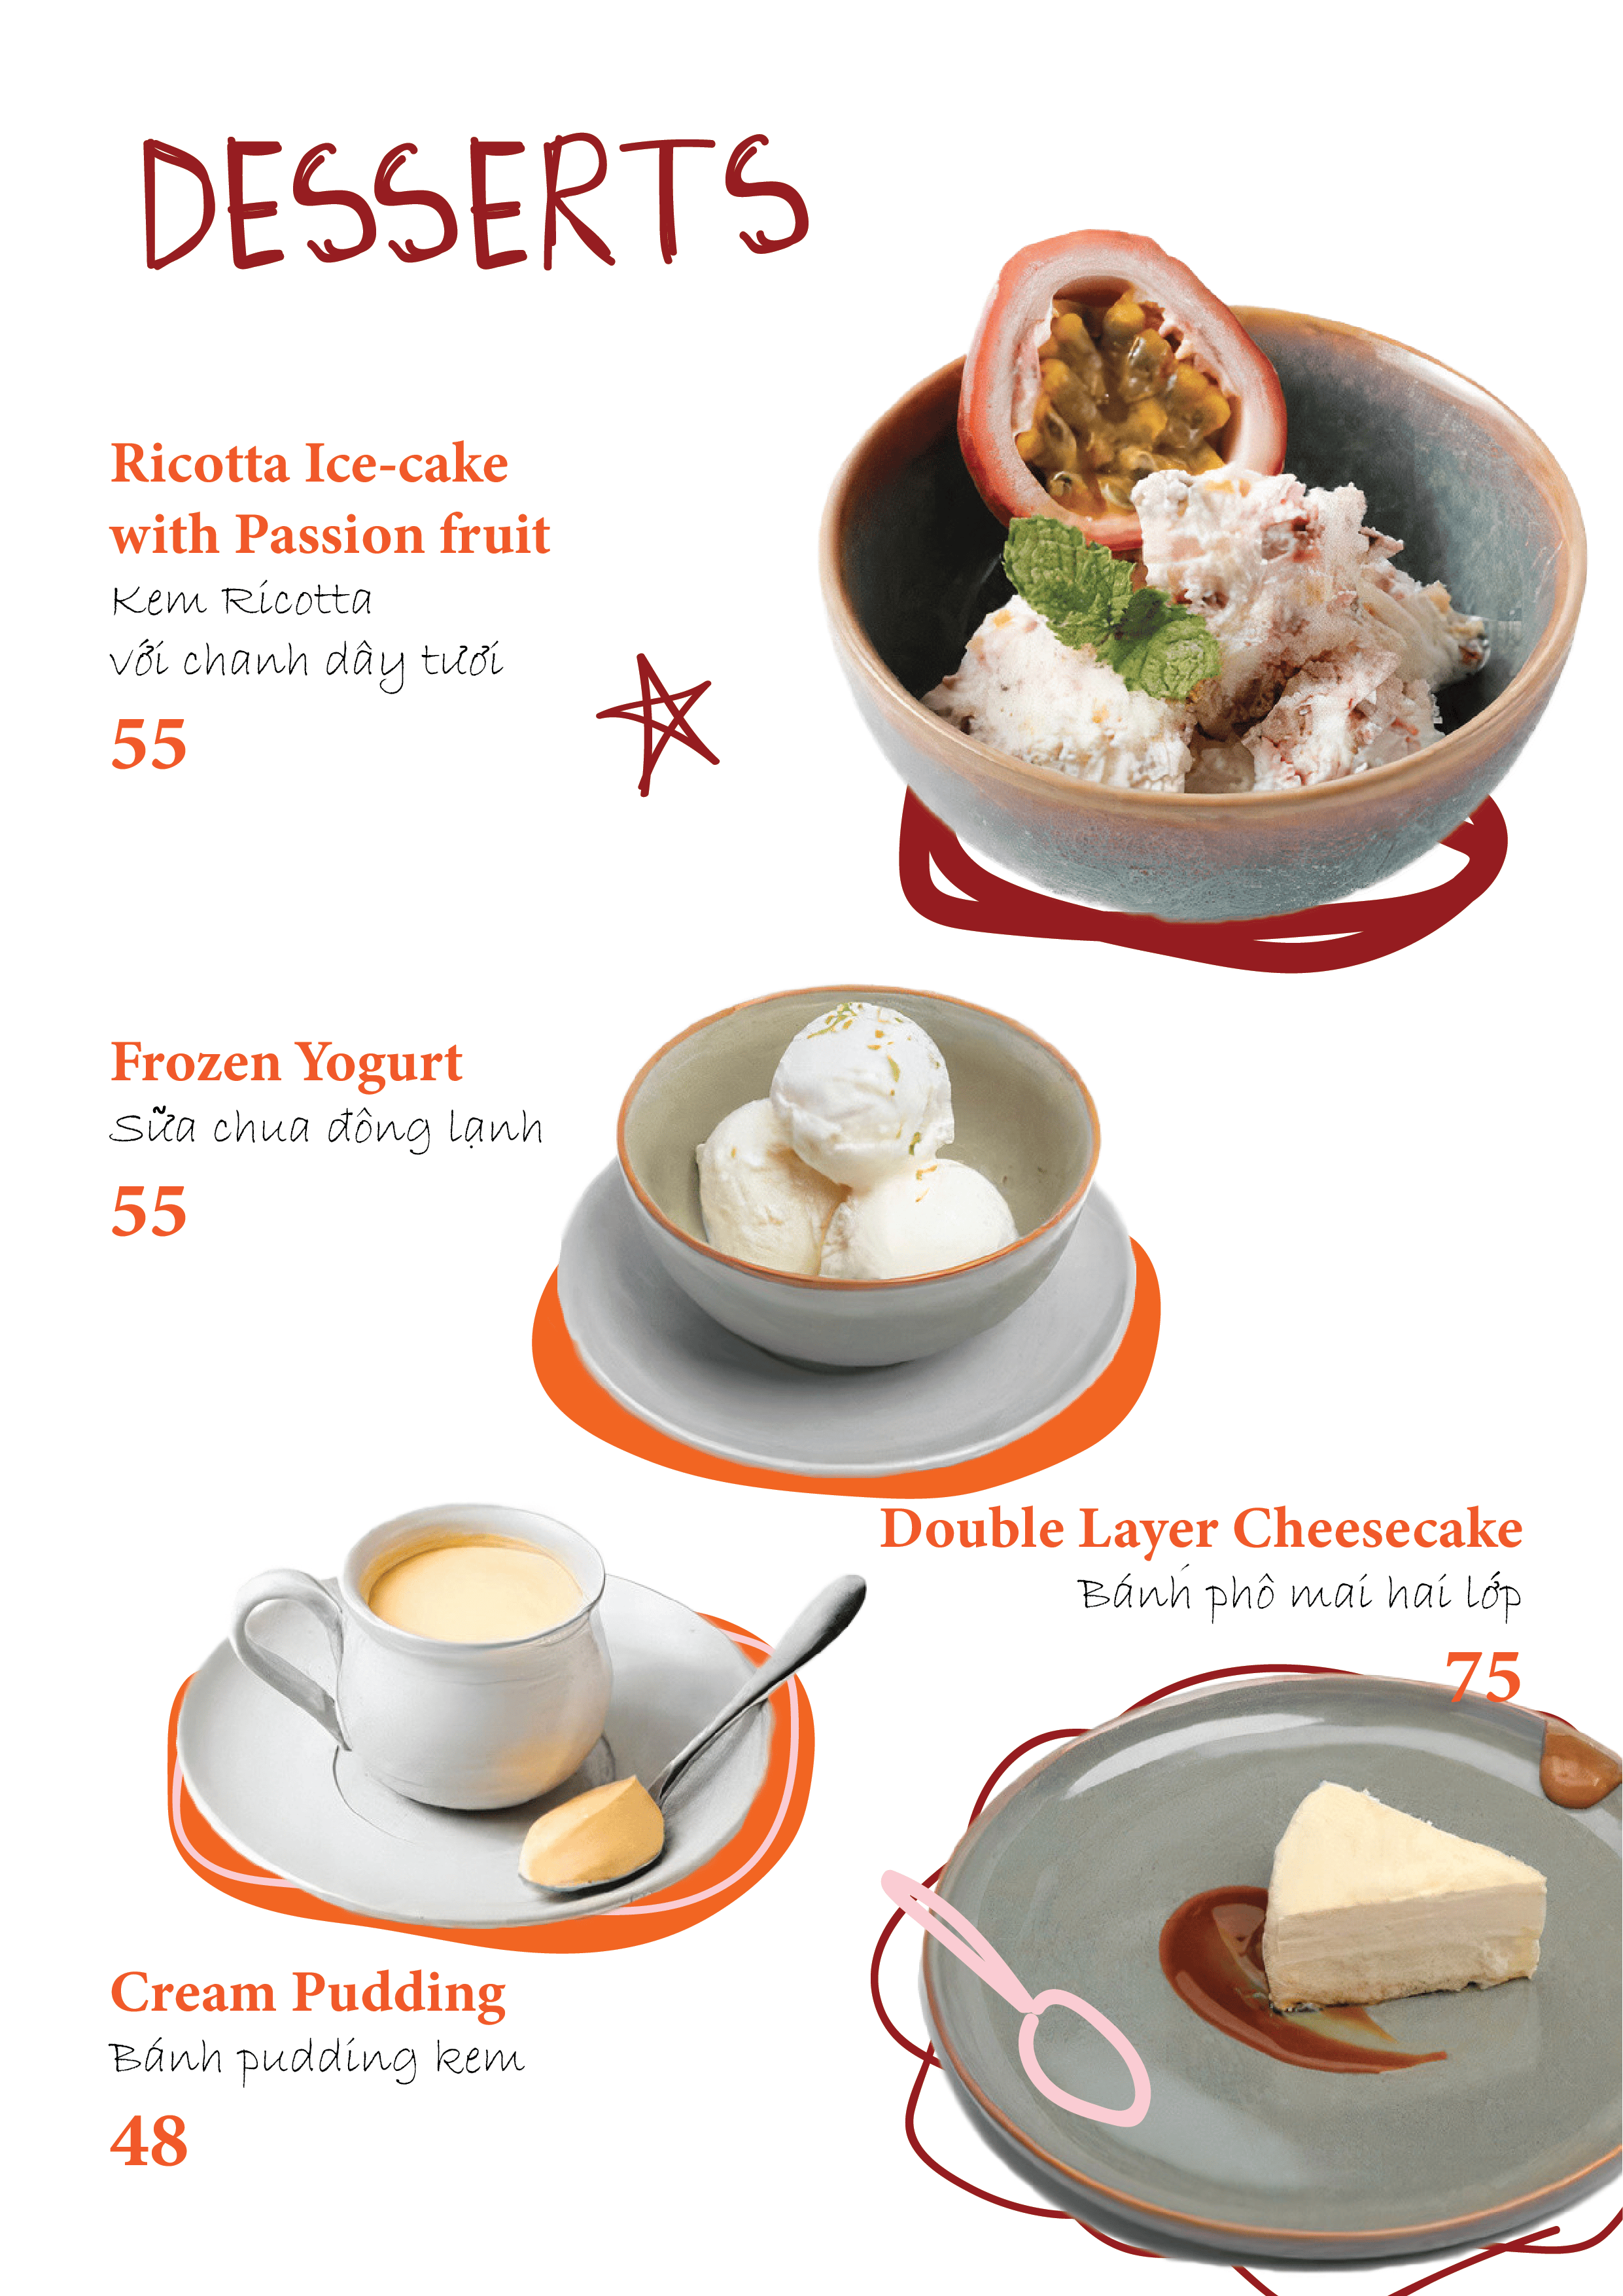 DESSERTS
Ricotta Ice-cake
with Passion fruit
Kem Ricotta
với chanh dây tươi
55
Frozen Yogurt
Sữa chua đông lạnh
55
Double Layer Cheesecake
Bánh phô mai hai lớp
75
Cream Pudding
Bánh pudding kem
48